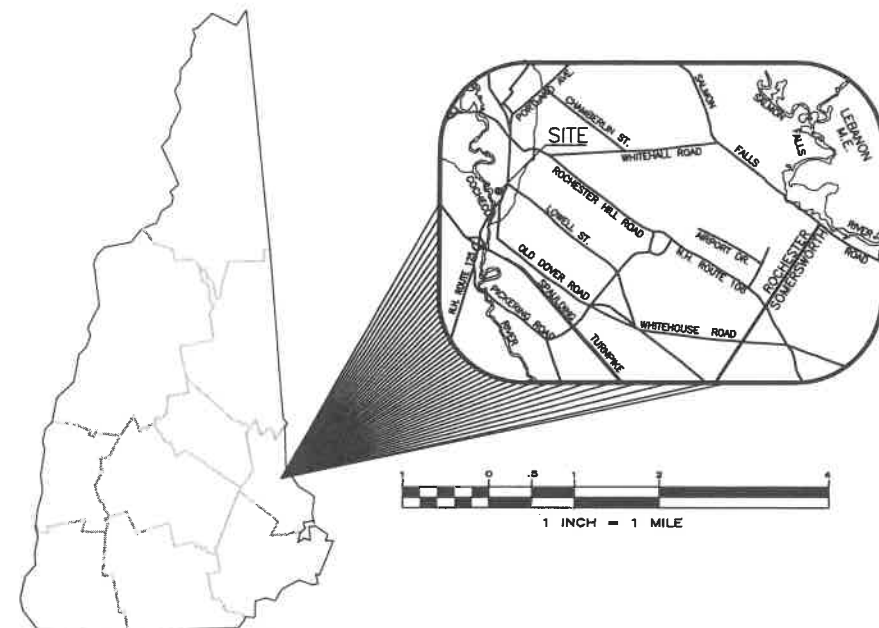 PORTLAND AVE.
CHAMBERLIN ST.
SALMON
FALLS
ROAD
SALMON
FALLS
RIVER
LEBANON
M.E.
SITE
WHITEHALL ROAD
COCHECO
RIVER
ROCHESTER HILL ROAD
LOWELL ST.
AIRPORT DR.
N.H. ROUTE 108
ROCHESTER
SOMERSWORTH
OLD DOVER ROAD
N.H. ROUTE 125
SPAULDING
TURNPIKE
PICKERING ROAD
WHITEHOUSE ROAD
1 0 .5 1 2 4
1 INCH = 1 MILE